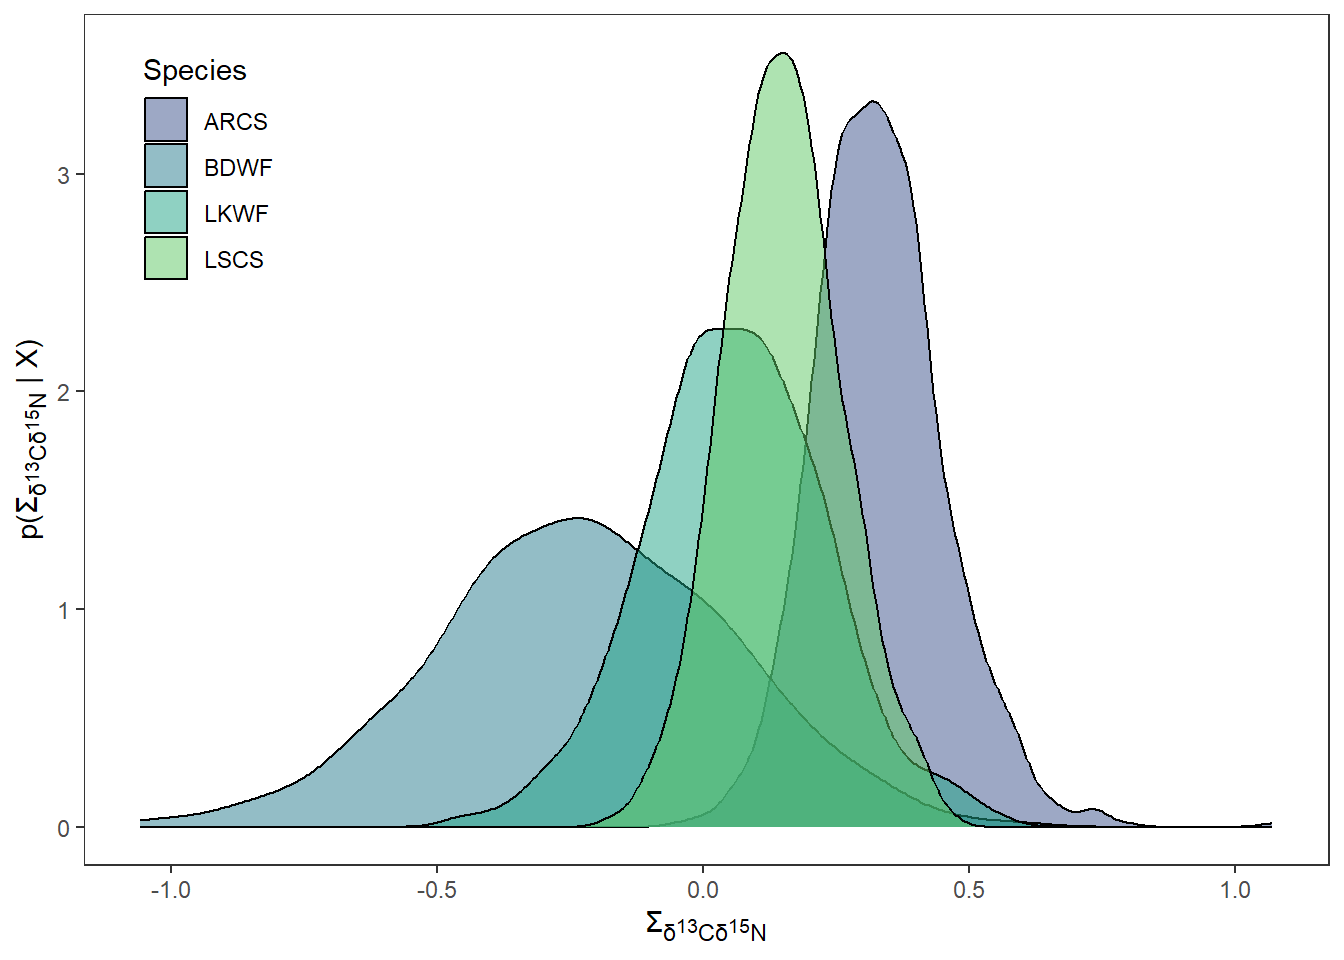 Species
ARCS
BDWF
LKWF
LSCS
p(Σδ¹³Cδ¹⁵N | X)
3
2
1
0
-1.0 -0.5 0.0 0.5 1.0
Σδ¹³Cδ¹⁵N